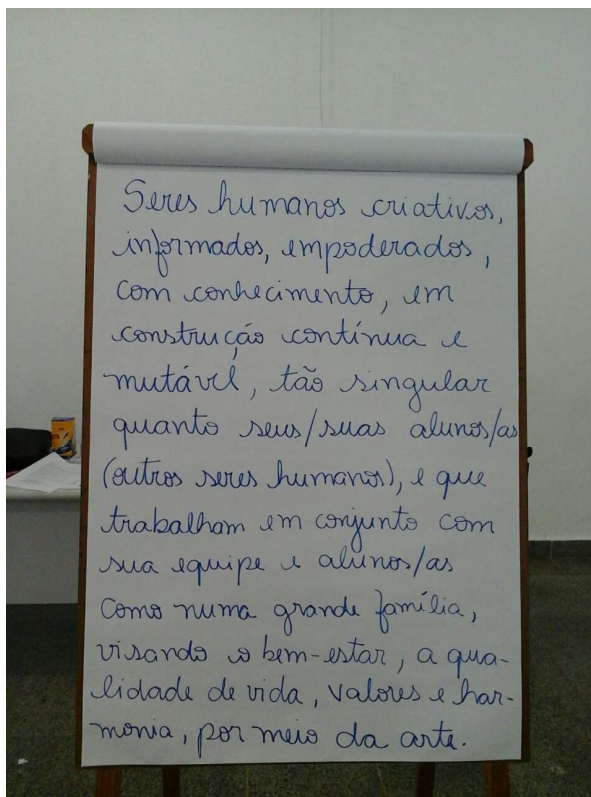 Seres humanos criativos,
informados, empoderados,
com conhecimento, em
construção contínua e
mutável, tão singular
quanto seus/suas alunos/as
(outros seres humanos), e que
trabalham em conjunto com
sua equipe e alunos/as
como numa grande família,
visando o bem-estar, a qua-
lidade de vida, valores e har-
monia, por meio da arte.